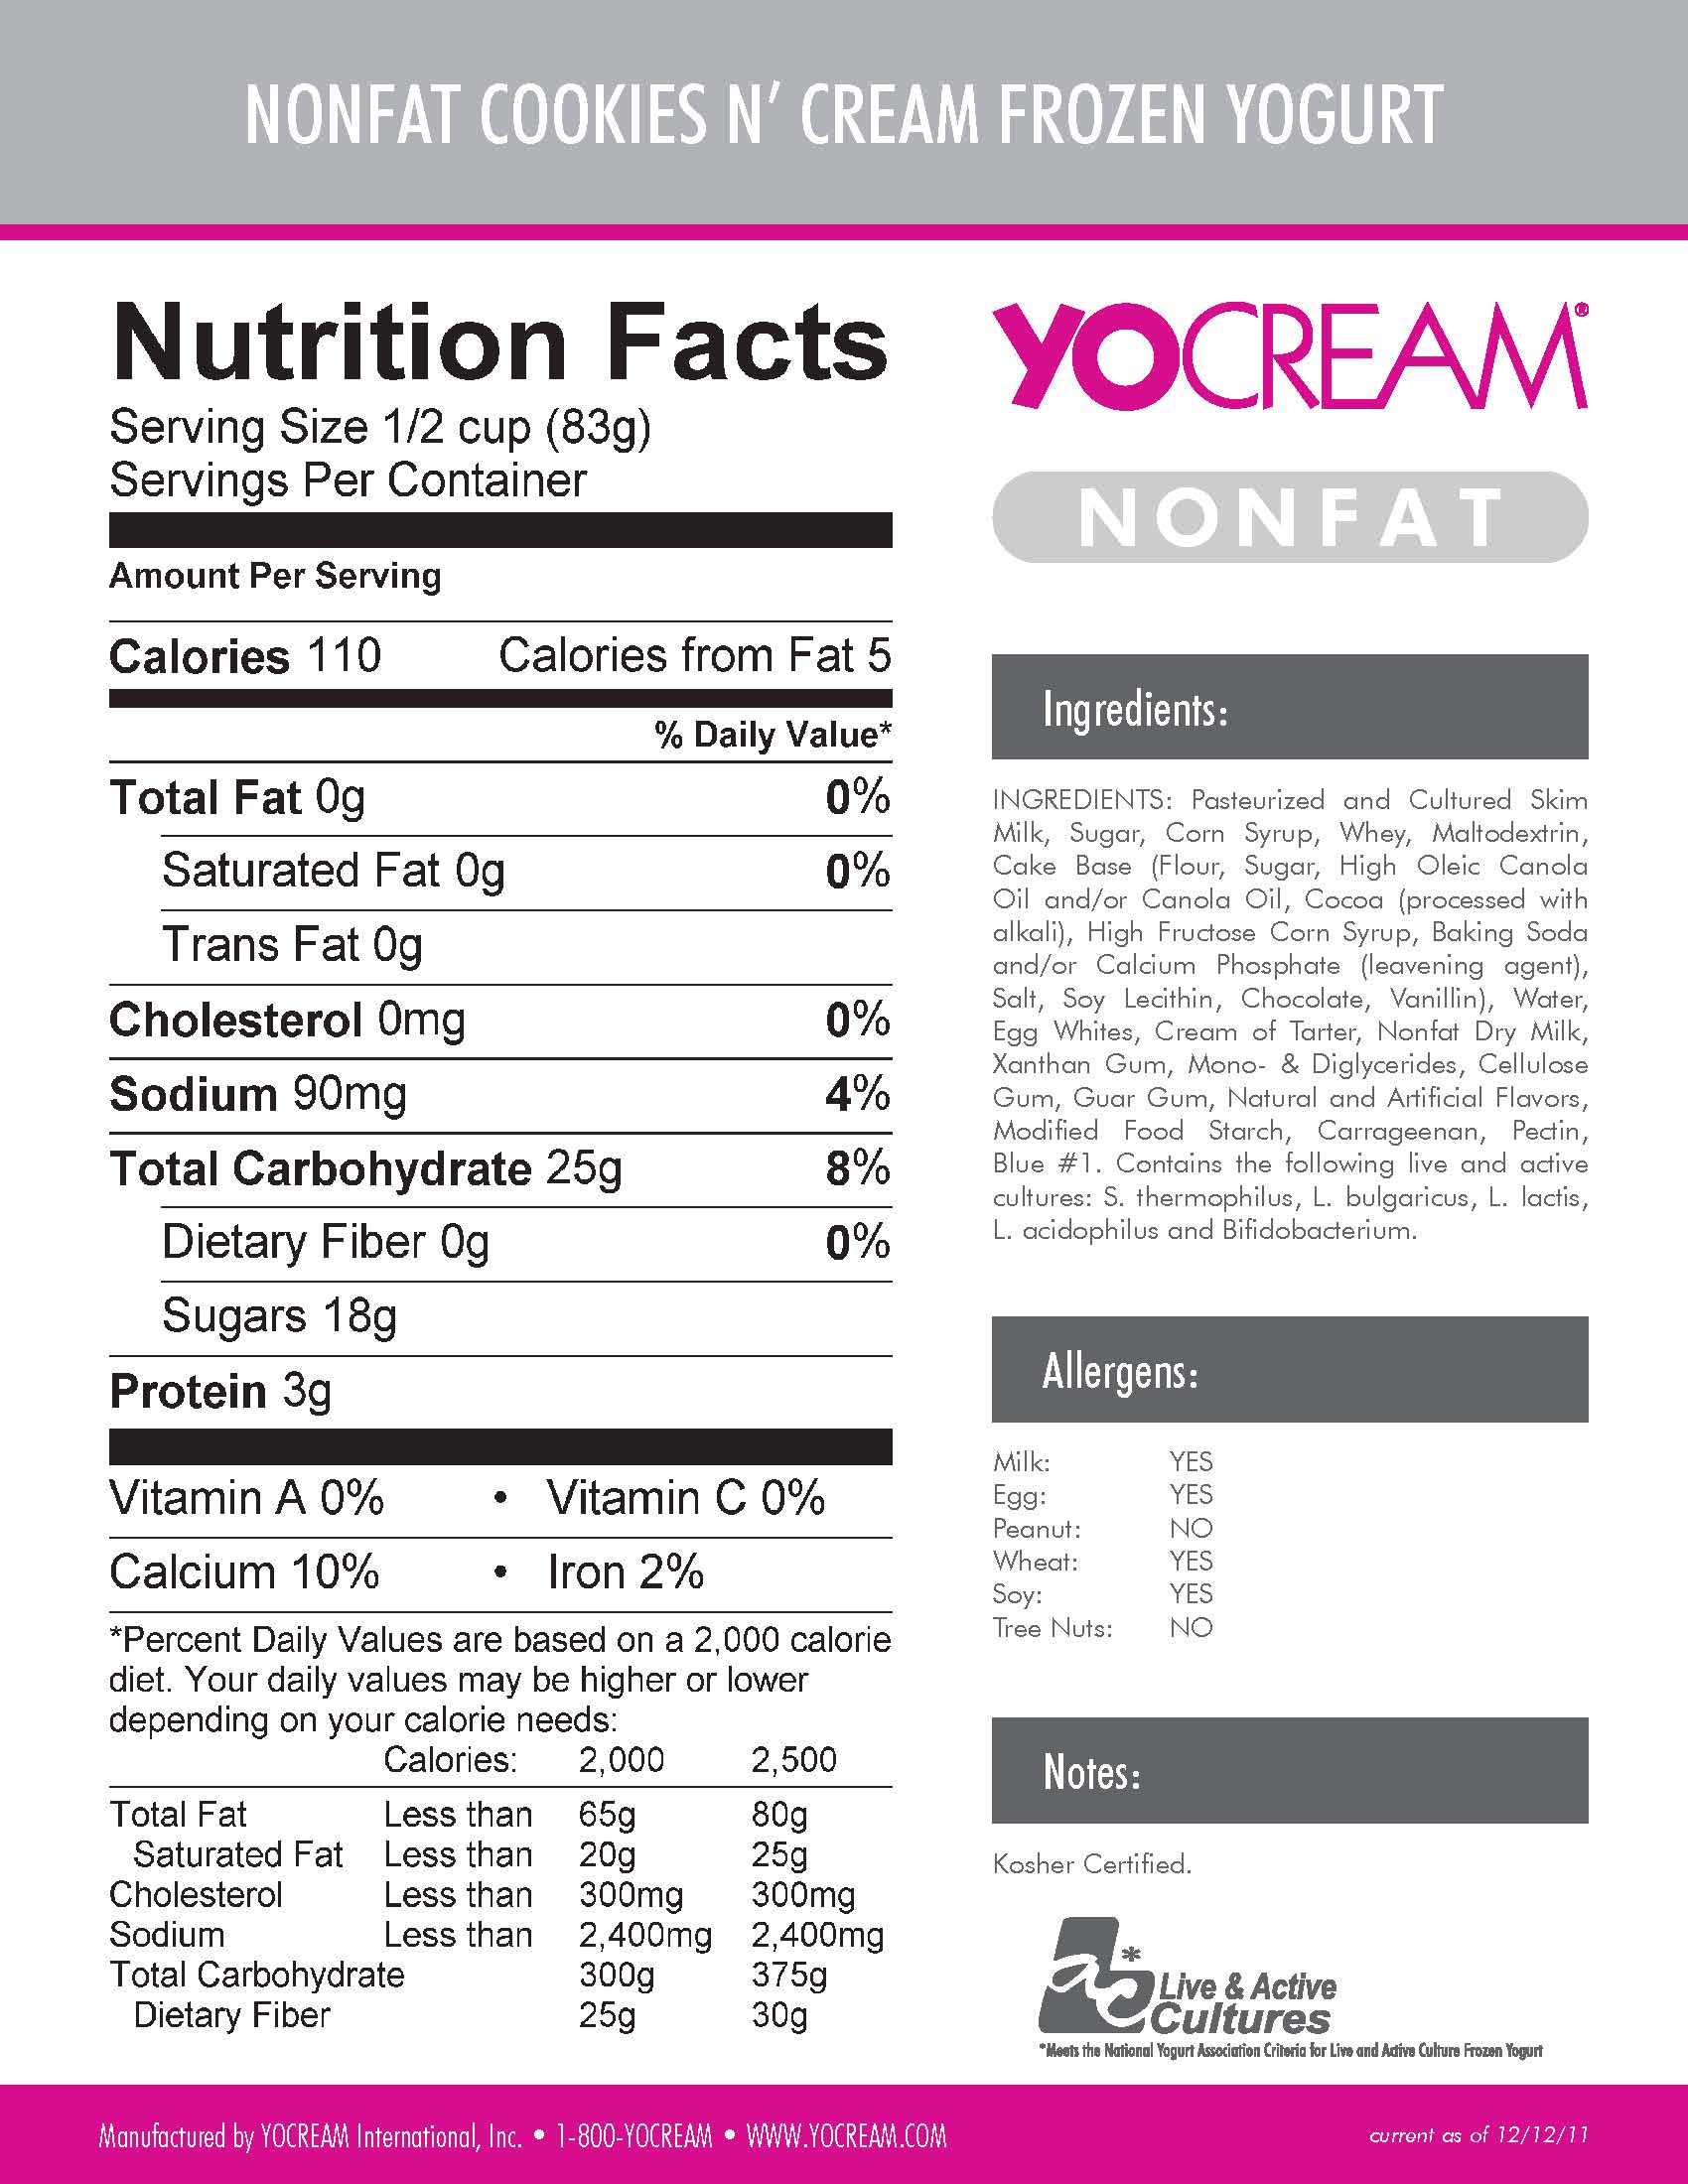 NONFAT COOKIES N' CREAM FROZEN YOGURT
Nutrition Facts
Serving Size 1/2 cup (83g)
Servings Per Container
Amount Per Serving
Calories 110 Calories from Fat 5
% Daily Value*
Total Fat 0g 0%
Saturated Fat 0g 0%
Trans Fat 0g
Cholesterol 0mg 0%
Sodium 90mg 4%
Total Carbohydrate 25g 8%
Dietary Fiber 0g 0%
Sugars 18g
Protein 3g
Vitamin A 0% • Vitamin C 0%
Calcium 10% • Iron 2%
*Percent Daily Values are based on a 2,000 calorie
diet. Your daily values may be higher or lower
depending on your calorie needs:
Calories: 2,000 2,500
Total Fat Less than 65g 80g
Saturated Fat Less than 20g 25g
Cholesterol Less than 300mg 300mg
Sodium Less than 2,400mg 2,400mg
Total Carbohydrate 300g 375g
Dietary Fiber 25g 30g
YOCREAM®
NONFAT
Ingredients:
INGREDIENTS: Pasteurized and Cultured Skim
Milk, Sugar, Corn Syrup, Whey, Maltodextrin,
Cake Base (Flour, Sugar, High Oleic Canola
Oil and/or Canola Oil, Cocoa (processed with
alkali), High Fructose Corn Syrup, Baking Soda
and/or Calcium Phosphate (leavening agent),
Salt, Soy Lecithin, Chocolate, Vanillin), Water,
Egg Whites, Cream of Tarter, Nonfat Dry Milk,
Xanthan Gum, Mono- & Diglycerides, Cellulose
Gum, Guar Gum, Natural and Artificial Flavors,
Modified Food Starch, Carrageenan, Pectin,
Blue #1. Contains the following live and active
cultures: S. thermophilus, L. bulgaricus, L. lactis,
L. acidophilus and Bifidobacterium.
Allergens:
Milk: YES
Egg: YES
Peanut: NO
Wheat: YES
Soy: YES
Tree Nuts: NO
Notes:
Kosher Certified.
ac*
Live & Active
Cultures
*Meets the National Yogurt Association Criteria for Live and Active Culture Frozen Yogurt
Manufactured by YOCREAM International, Inc. • 1-800-YOCREAM • WWW.YOCREAM.COM
current as of 12/12/11